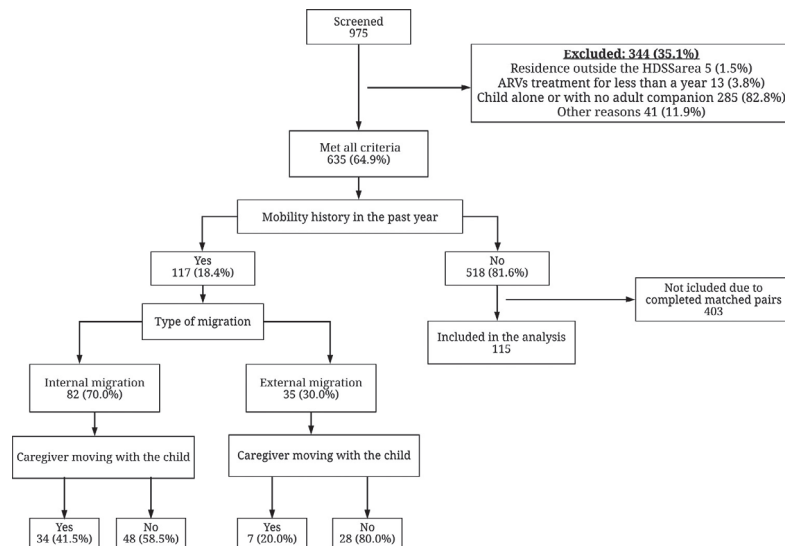 Screened
975
Excluded: 344 (35.1%)
Residence outside the HDSSarea 5 (1.5%)
ARVs treatment for less than a year 13 (3.8%)
Child alone or with no adult companion 285 (82.8%)
Other reasons 41 (11.9%)
Met all criteria
635 (64.9%)
Mobility history in the past year
Yes
117 (18.4%)
No
518 (81.6%)
Not icluded due to
completed matched pairs
403
Type of migration
Included in the analysis
115
Internal migration
82 (70.0%)
External migration
35 (30.0%)
Caregiver moving with the child
Caregiver moving with the child
Yes
34 (41.5%)
No
48 (58.5%)
Yes
7 (20.0%)
No
28 (80.0%)